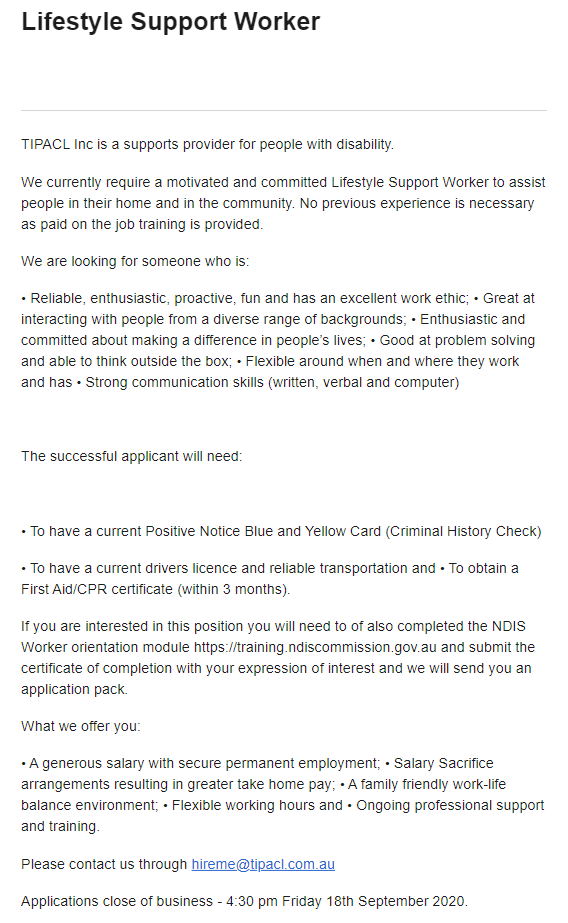 Lifestyle Support Worker
TIPACL Inc is a supports provider for people with disability.
We currently require a motivated and committed Lifestyle Support Worker to assist
people in their home and in the community. No previous experience is necessary
as paid on the job training is provided.
We are looking for someone who is:
• Reliable, enthusiastic, proactive, fun and has an excellent work ethic; • Great at
interacting with people from a diverse range of backgrounds; • Enthusiastic and
committed about making a difference in people’s lives; • Good at problem solving
and able to think outside the box; • Flexible around when and where they work
and has • Strong communication skills (written, verbal and computer)
The successful applicant will need:
• To have a current Positive Notice Blue and Yellow Card (Criminal History Check)
• To have a current drivers licence and reliable transportation and • To obtain a
First Aid/CPR certificate (within 3 months).
If you are interested in this position you will need to of also completed the NDIS
Worker orientation module https://training.ndiscommission.gov.au and submit the
certificate of completion with your expression of interest and we will send you an
application pack.
What we offer you:
• A generous salary with secure permanent employment; • Salary Sacrifice
arrangements resulting in greater take home pay; • A family friendly work-life
balance environment; • Flexible working hours and • Ongoing professional support
and training.
Please contact us through hireme@tipacl.com.au
Applications close of business - 4:30 pm Friday 18th September 2020.